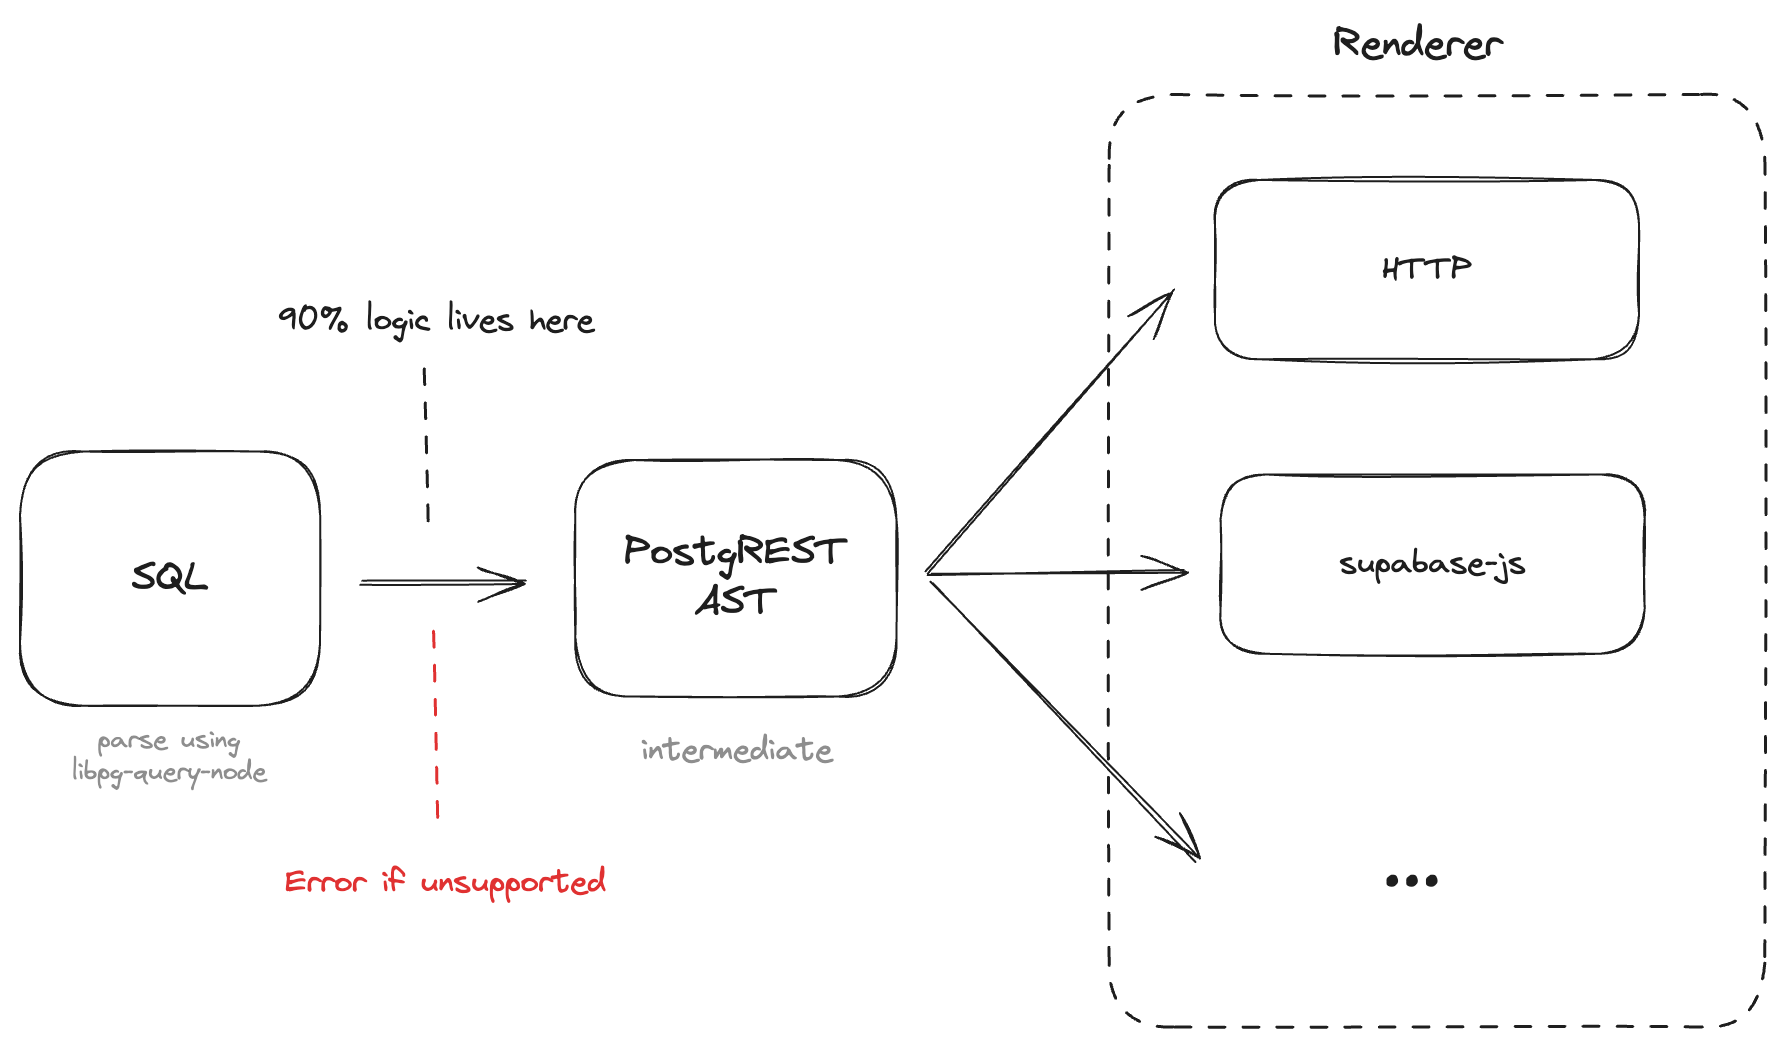 Renderer
HTTP
90% logic lives here
SQL
PostgREST
AST
supabase-js
parse using
libpg-query-node
intermediate
Error if unsupported
...